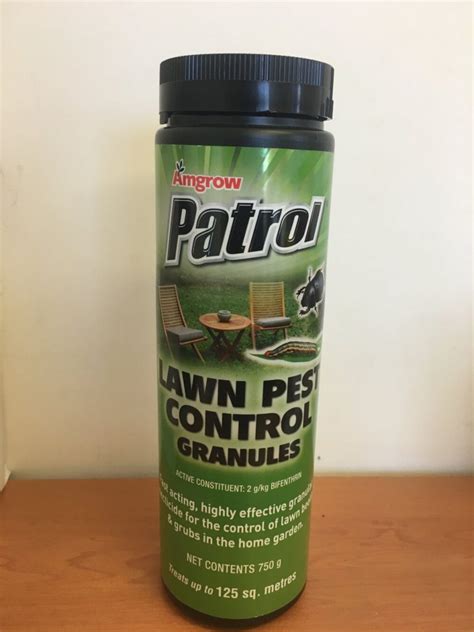 Amgrow
Patrol
LAWN PEST
CONTROL
GRANULES
ACTIVE CONSTITUENT: 2 g/kg BIFENTHRIN
acting, highly effective granular
for the control of lawn
& grubs in the home garden.
NET CONTENTS 750 g
Treats up to 125 sq. metres